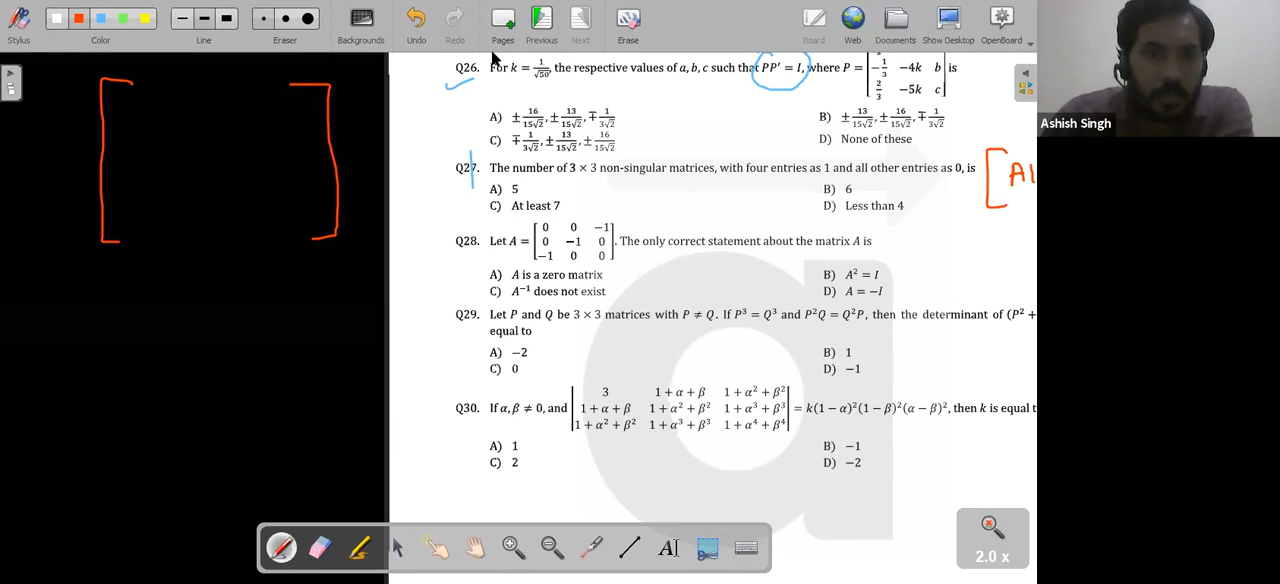 Stylus Color Line Eraser Backgrounds Undo Redo Pages Previous Next Erase Board Web Documents Show Desktop OpenBoard
Ashish Singh
Q26. For k = 1/√50, the respective values of a, b, c such that PP′ = I, where P = | −1/3 −4k b | is
2/3 −5k c
A) ± 16/15√2, ± 13/15√2, ∓ 1/3√2
B) ± 13/15√2, ± 16/15√2, ∓ 1/3√2
C) ∓ 1/3√2, ± 13/15√2, ± 16/15√2
D) None of these
Q27. The number of 3 × 3 non-singular matrices, with four entries as 1 and all other entries as 0, is
A) 5
B) 6
C) At least 7
D) Less than 4
Q28. Let A = [0 0 −1; 0 −1 0; −1 0 0]. The only correct statement about the matrix A is
A) A is a zero matrix
B) A² = I
C) A⁻¹ does not exist
D) A = −I
Q29. Let P and Q be 3 × 3 matrices with P ≠ Q. If P³ = Q³ and P²Q = Q²P, then the determinant of (P² +
equal to
A) −2
B) 1
C) 0
D) −1
Q30. If α, β ≠ 0, and | 3 1 + α + β 1 + α² + β² ; 1 + α + β 1 + α² + β² 1 + α³ + β³ ; 1 + α² + β² 1 + α³ + β³ 1 + α⁴ + β⁴ | = k(1 − α)²(1 − β)²(α − β)², then k is equal t
A) 1
B) −1
C) 2
D) −2
2.0 x